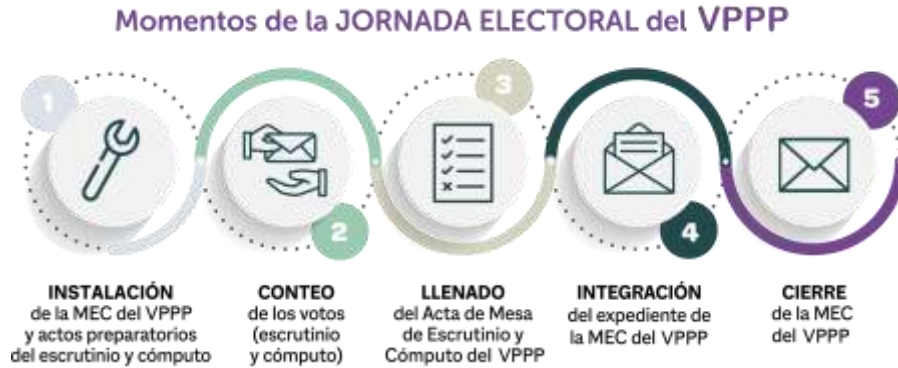 Momentos de la JORNADA ELECTORAL del VPPP
1
2
3
4
5
INSTALACIÓN
de la MEC del VPPP
y actos preparatorios
del escrutinio y cómputo
CONTEO
de los votos
(escrutinio
y cómputo)
LLENADO
del Acta de Mesa
de Escrutinio y
Cómputo del VPPP
INTEGRACIÓN
del expediente de
la MEC del VPPP
CIERRE
de la MEC
del VPPP